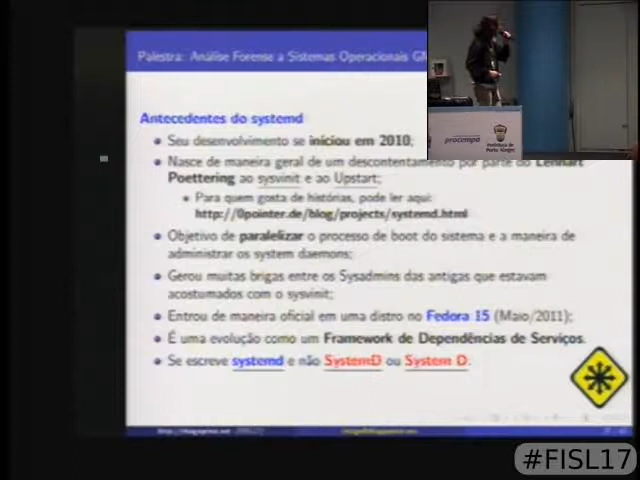 Palestra: Análise Forense a Sistemas Operacionais
Antecedentes do systemd
Seu desenvolvimento se iniciou em 2010;
Nasce de maneira geral de um descontentamento por parte do Lennart
Poettering ao sysvinit e ao Upstart;
Para quem gosta de histórias, pode ler aqui:
http://0pointer.de/blog/projects/systemd.html
Objetivo de paralelizar o processo de boot do sistema e a maneira de
administrar os system daemons;
Gerou muitas brigas entre os Sysadmins das antigas que estavam
acostumados com o sysvinit;
Entrou de maneira oficial em uma distro no Fedora 15 (Maio/2011);
É uma evolução como um Framework de Dependências de Serviços.
Se escreve systemd e não SystemD ou System D.
procempa
Prefeitura de
Porto Alegre
#FISL17